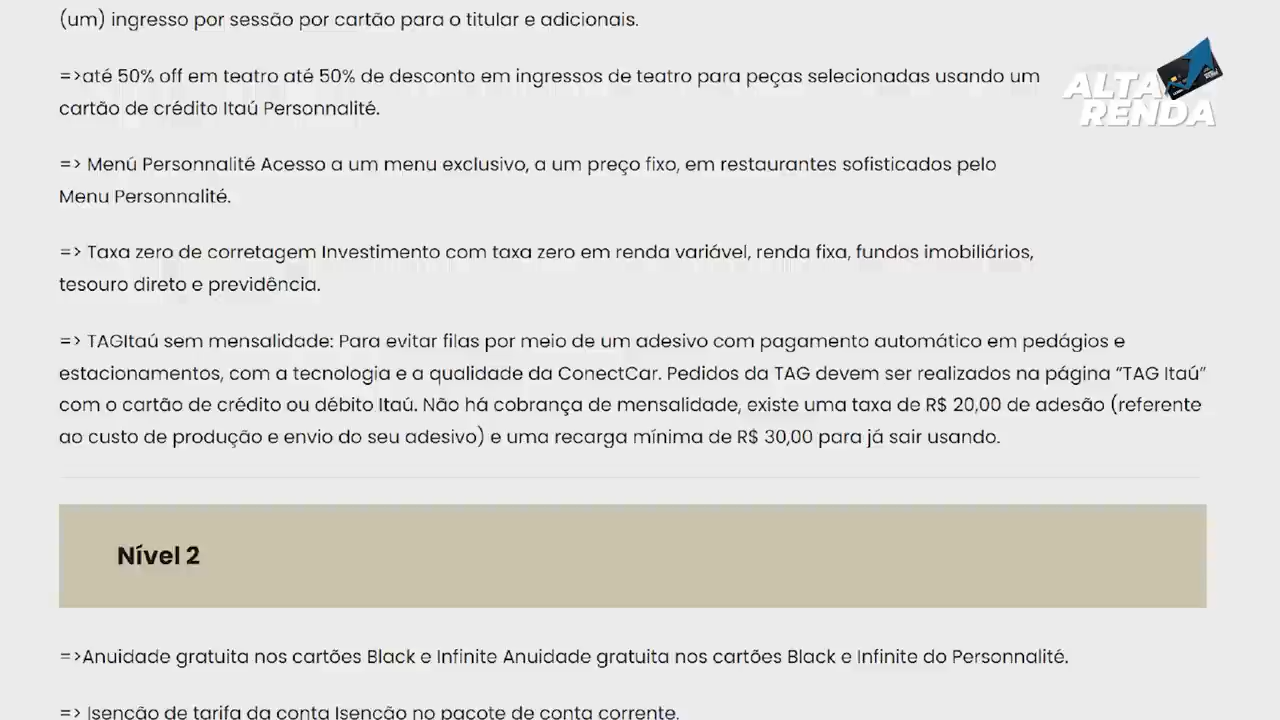 (um) ingresso por sessão por cartão para o titular e adicionais.
=>até 50% off em teatro até 50% de desconto em ingressos de teatro para peças selecionadas usando um
cartão de crédito Itaú Personnalité.
ALTA
RENDA
=> Menú Personnalité Acesso a um menu exclusivo, a um preço fixo, em restaurantes sofisticados pelo
Menu Personnalité.
=> Taxa zero de corretagem Investimento com taxa zero em renda variável, renda fixa, fundos imobiliários,
tesouro direto e previdência.
=> TAGItaú sem mensalidade: Para evitar filas por meio de um adesivo com pagamento automático em pedágios e
estacionamentos, com a tecnologia e a qualidade da ConectCar. Pedidos da TAG devem ser realizados na página “TAG Itaú”
com o cartão de crédito ou débito Itaú. Não há cobrança de mensalidade, existe uma taxa de R$ 20,00 de adesão (referente
ao custo de produção e envio do seu adesivo) e uma recarga mínima de R$ 30,00 para já sair usando.
Nível 2
=>Anuidade gratuita nos cartões Black e Infinite Anuidade gratuita nos cartões Black e Infinite do Personnalité.
=> Isenção de tarifa da conta Isenção no pacote de conta corrente.